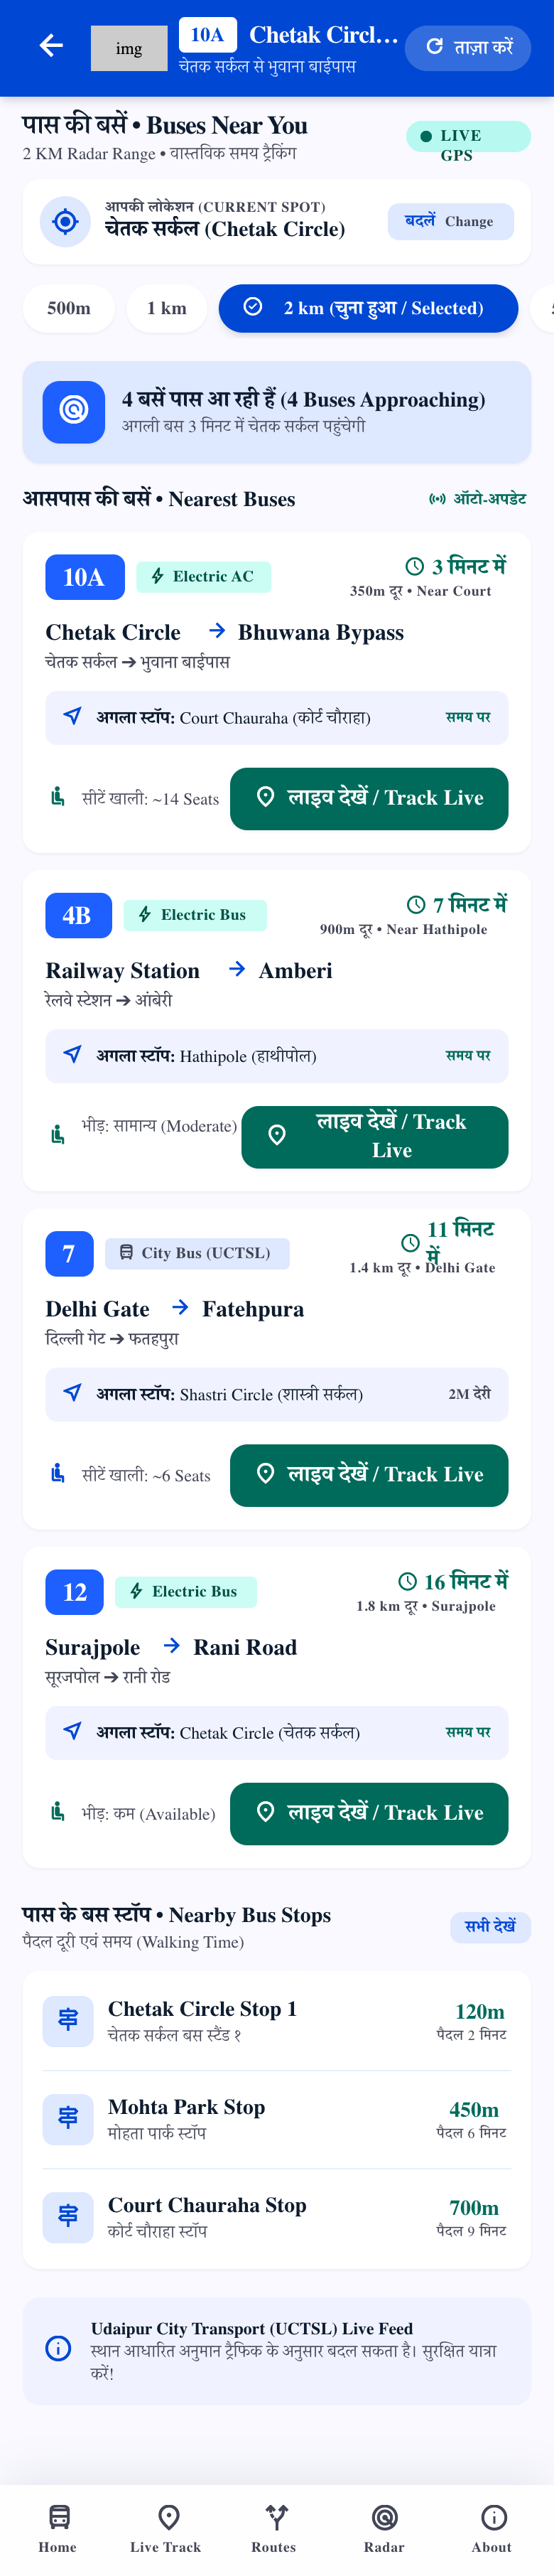 img
10A Chetak Circl...
चेतक सर्कल से भुवाना बाईपास
ताज़ा करें
पास की बसें • Buses Near You
2 KM Radar Range • वास्तविक समय ट्रैकिंग
LIVE
GPS
आपकी लोकेशन (CURRENT SPOT)
चेतक सर्कल (Chetak Circle)
बदलें Change
500m
1 km
2 km (चुना हुआ / Selected)
4 बसें पास आ रही हैं (4 Buses Approaching)
अगली बस 3 मिनट में चेतक सर्कल पहुंचेगी
आसपास की बसें • Nearest Buses
ऑटो-अपडेट
10A
Electric AC
3 मिनट में
350m दूर • Near Court
Chetak Circle → Bhuwana Bypass
चेतक सर्कल ➔ भुवाना बाईपास
अगला स्टॉप: Court Chauraha (कोर्ट चौराहा)
समय पर
सीटें खाली: ~14 Seats
लाइव देखें / Track Live
4B
Electric Bus
7 मिनट में
900m दूर • Near Hathipole
Railway Station → Amberi
रेलवे स्टेशन ➔ आंबेरी
अगला स्टॉप: Hathipole (हाथीपोल)
समय पर
भीड़: सामान्य (Moderate)
लाइव देखें / Track
Live
7
City Bus (UCTSL)
11 मिनट
में
1.4 km दूर • Delhi Gate
Delhi Gate → Fatehpura
दिल्ली गेट ➔ फतहपुरा
अगला स्टॉप: Shastri Circle (शास्त्री सर्कल)
2M देरी
सीटें खाली: ~6 Seats
लाइव देखें / Track Live
12
Electric Bus
16 मिनट में
1.8 km दूर • Surajpole
Surajpole → Rani Road
सूरजपोल ➔ रानी रोड
अगला स्टॉप: Chetak Circle (चेतक सर्कल)
समय पर
भीड़: कम (Available)
लाइव देखें / Track Live
पास के बस स्टॉप • Nearby Bus Stops
पैदल दूरी एवं समय (Walking Time)
सभी देखें
Chetak Circle Stop 1
चेतक सर्कल बस स्टैंड १
120m
पैदल 2 मिनट
Mohta Park Stop
मोहता पार्क स्टॉप
450m
पैदल 6 मिनट
Court Chauraha Stop
कोर्ट चौराहा स्टॉप
700m
पैदल 9 मिनट
Udaipur City Transport (UCTSL) Live Feed
स्थान आधारित अनुमान ट्रैफिक के अनुसार बदल सकता है। सुरक्षित यात्रा
करें!
Home
Live Track
Routes
Radar
About